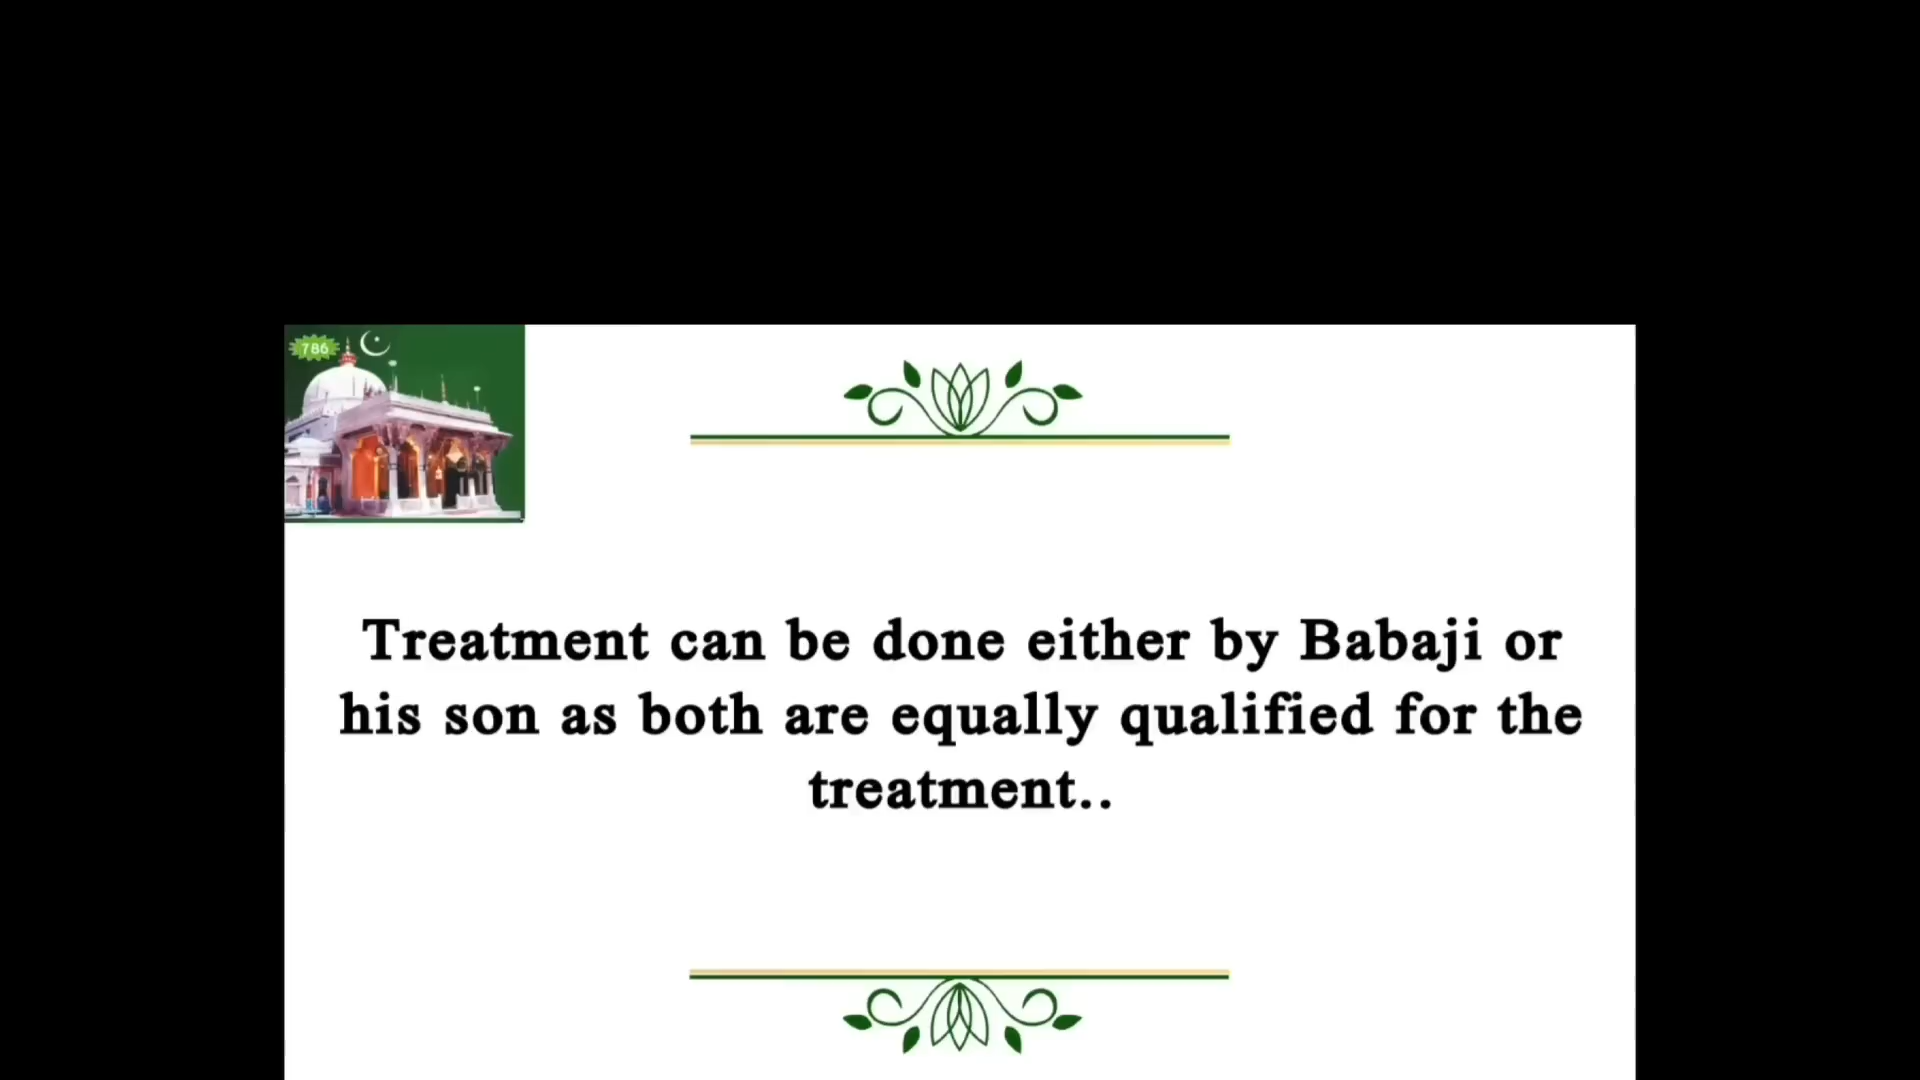 786
Treatment can be done either by Babaji or
his son as both are equally qualified for the
treatment..